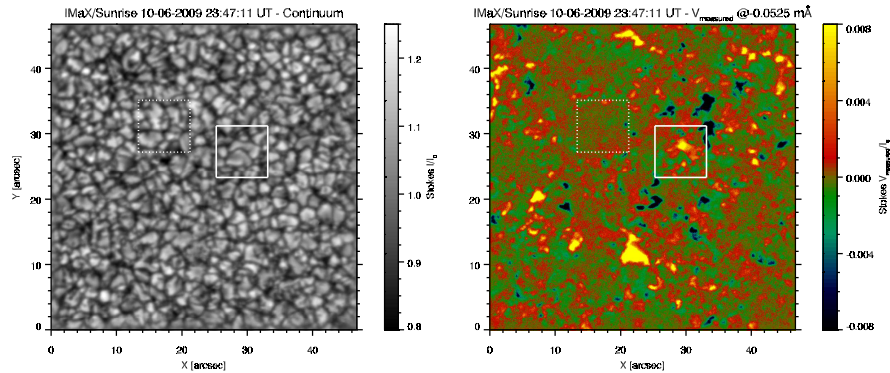 IMaX/Sunrise 10-06-2009 23:47:11 UT - Continuum
40
30
20
10
0
Y [arcsec]
0 10 20 30 40
X [arcsec]
1.2
1.1
1.0
0.9
0.8
Stokes I/I₀
IMaX/Sunrise 10-06-2009 23:47:11 UT - V measured @-0.0525 mÅ
40
30
20
10
0
0 10 20 30 40
X [arcsec]
0.008
0.004
0.000
-0.004
-0.008
Stokes V measured/I₀